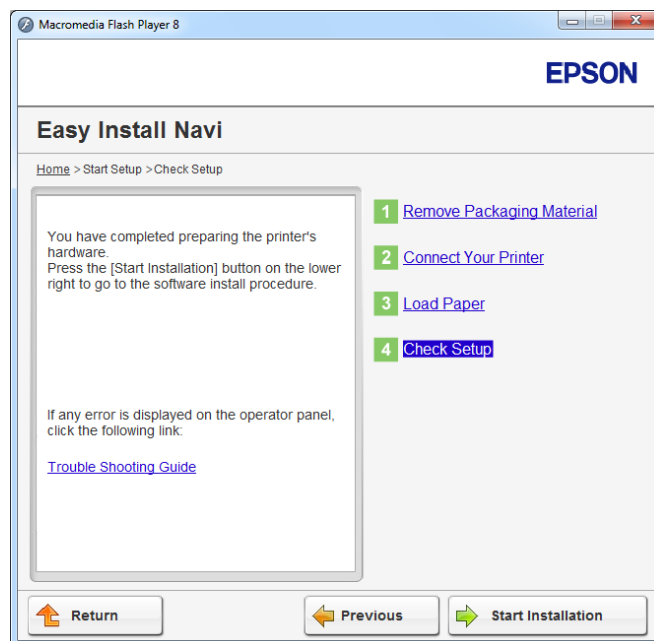 Macromedia Flash Player 8
EPSON
Easy Install Navi
Home > Start Setup >Check Setup
You have completed preparing the printer's
hardware.
Press the [Start Installation] button on the lower
right to go to the software install procedure.
If any error is displayed on the operator panel,
click the following link:
Trouble Shooting Guide
1 Remove Packaging Material
2 Connect Your Printer
3 Load Paper
4 Check Setup
Return
Previous
Start Installation